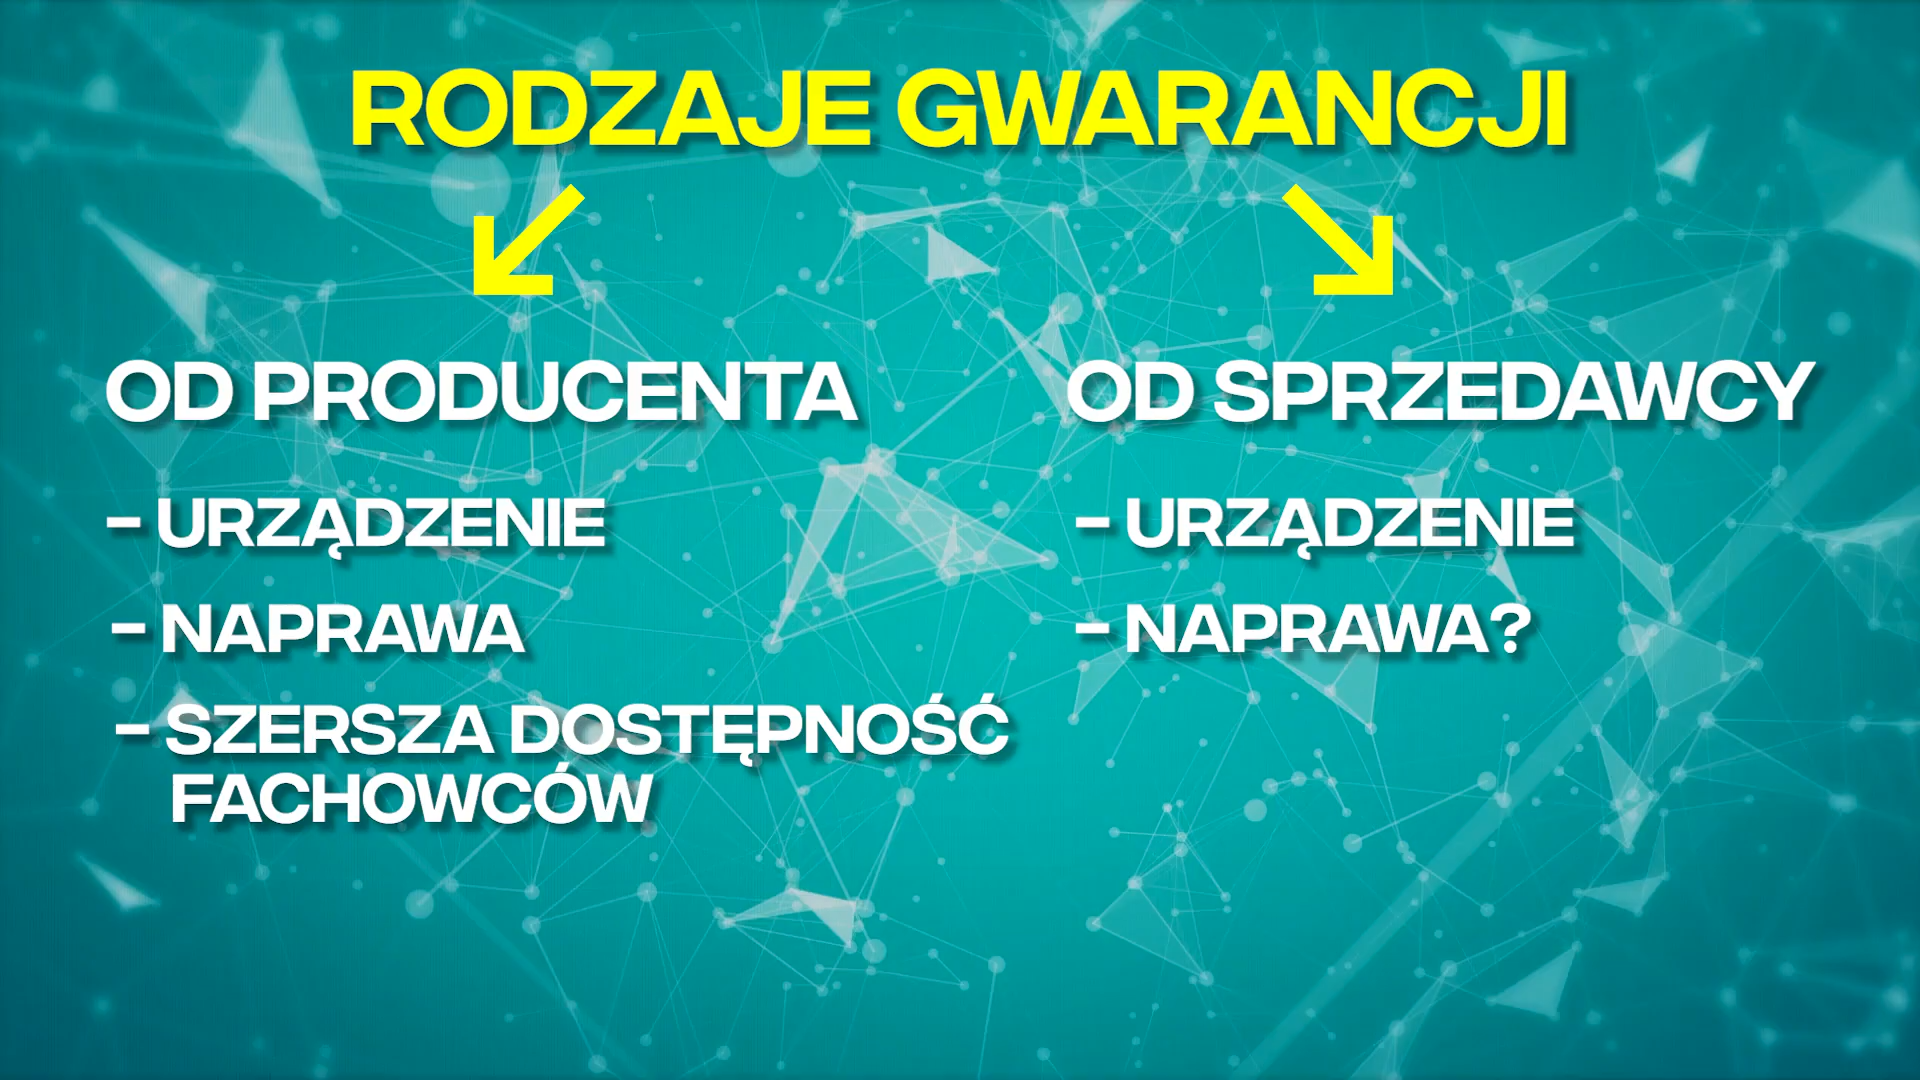 RODZAJE GWARANCJI
OD PRODUCENTA
- URZĄDZENIE
- NAPRAWA
- SZERSZA DOSTĘPNOŚĆ
FACHOWCÓW
OD SPRZEDAWCY
- URZĄDZENIE
- NAPRAWA?